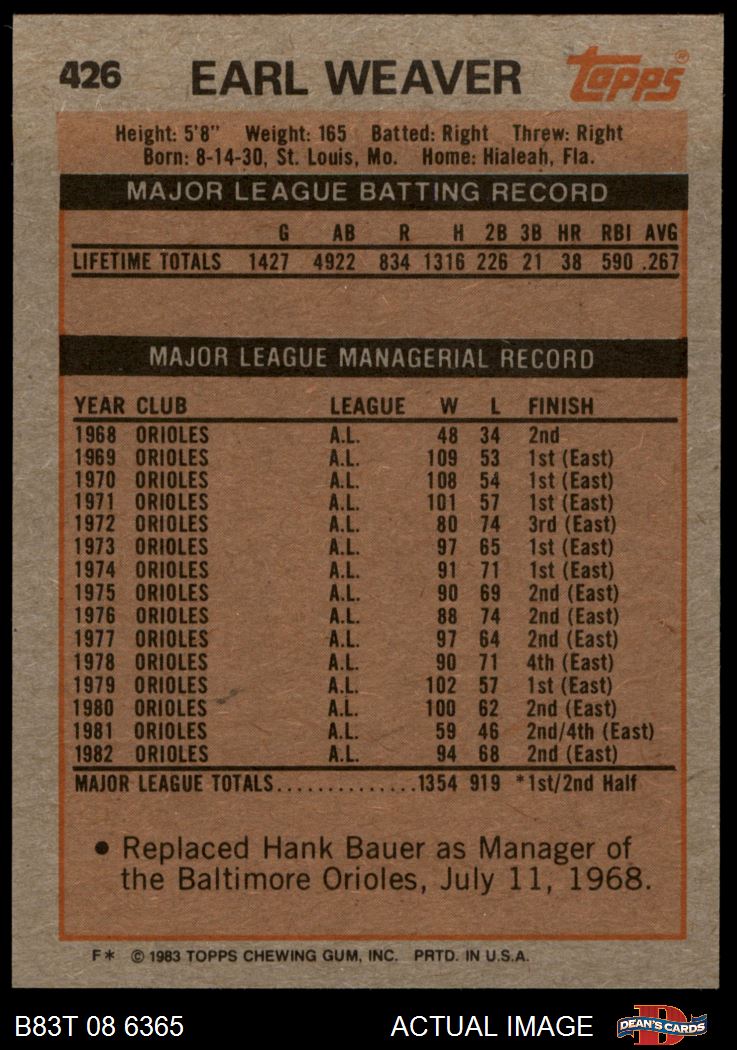 426 EARL WEAVER Topps®
Height: 5'8" Weight: 165 Batted: Right Threw: Right
Born: 8-14-30, St. Louis, Mo. Home: Hialeah, Fla.
MAJOR LEAGUE BATTING RECORD
G AB R H 2B 3B HR RBI AVG
LIFETIME TOTALS 1427 4922 834 1316 226 21 38 590 .267
MAJOR LEAGUE MANAGERIAL RECORD
YEAR CLUB LEAGUE W L FINISH
1968 ORIOLES A.L. 48 34 2nd
1969 ORIOLES A.L. 109 53 1st (East)
1970 ORIOLES A.L. 108 54 1st (East)
1971 ORIOLES A.L. 101 57 1st (East)
1972 ORIOLES A.L. 80 74 3rd (East)
1973 ORIOLES A.L. 97 65 1st (East)
1974 ORIOLES A.L. 91 71 1st (East)
1975 ORIOLES A.L. 90 69 2nd (East)
1976 ORIOLES A.L. 88 74 2nd (East)
1977 ORIOLES A.L. 97 64 2nd (East)
1978 ORIOLES A.L. 90 71 4th (East)
1979 ORIOLES A.L. 102 57 1st (East)
1980 ORIOLES A.L. 100 62 2nd (East)
1981 ORIOLES A.L. 59 46 2nd/4th (East)
1982 ORIOLES A.L. 94 68 2nd (East)
MAJOR LEAGUE TOTALS..............1354 919 *1st/2nd Half
• Replaced Hank Bauer as Manager of
the Baltimore Orioles, July 11, 1968.
F* © 1983 TOPPS CHEWING GUM, INC. PRTD. IN U.S.A.
B83T 08 6365 ACTUAL IMAGE D DEAN'S CARDS